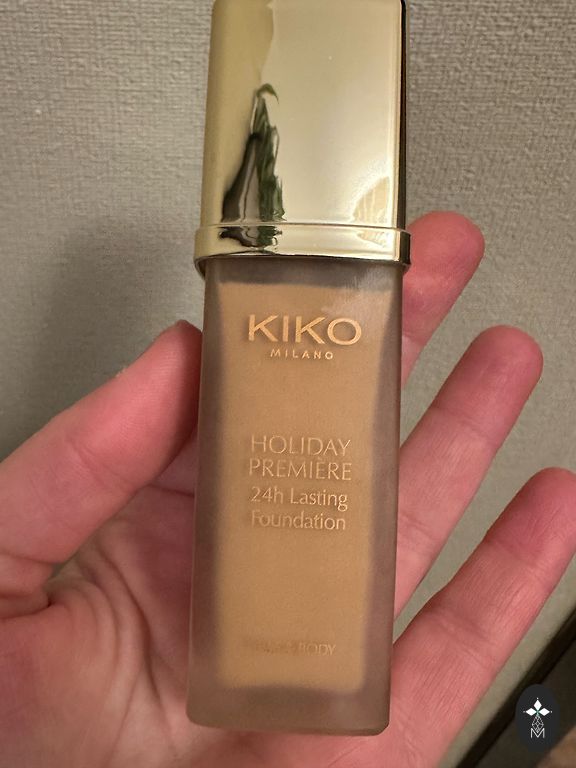 KIKO
MILANO
HOLIDAY
PREMIÈRE
24h Lasting
Foundation
BODY
M